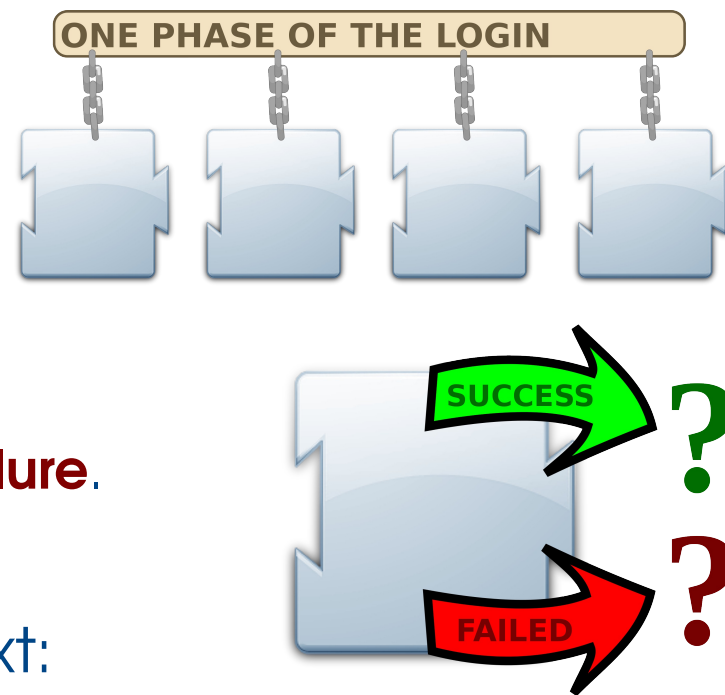 ONE PHASE OF THE LOGIN
SUCCESS
?
lure.
?
FAILED
xt: